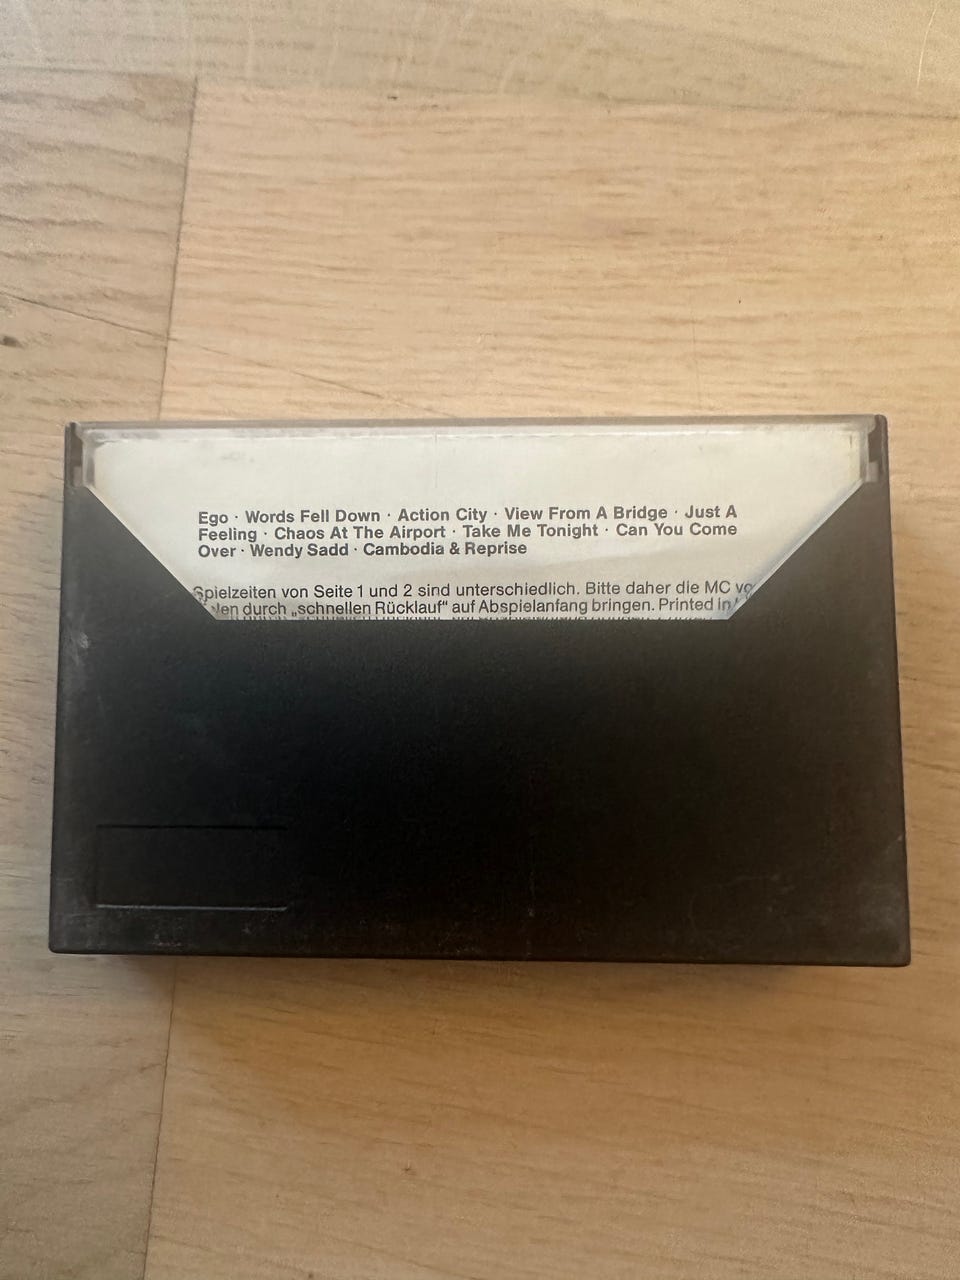 Ego · Words Fell Down · Action City · View From A Bridge · Just A
Feeling · Chaos At The Airport · Take Me Tonight · Can You Come
Over · Wendy Sadd · Cambodia & Reprise
Spielzeiten von Seite 1 und 2 sind unterschiedlich. Bitte daher die MC
durch „schnellen Rücklauf“ auf Abspielanfang bringen. Printed in